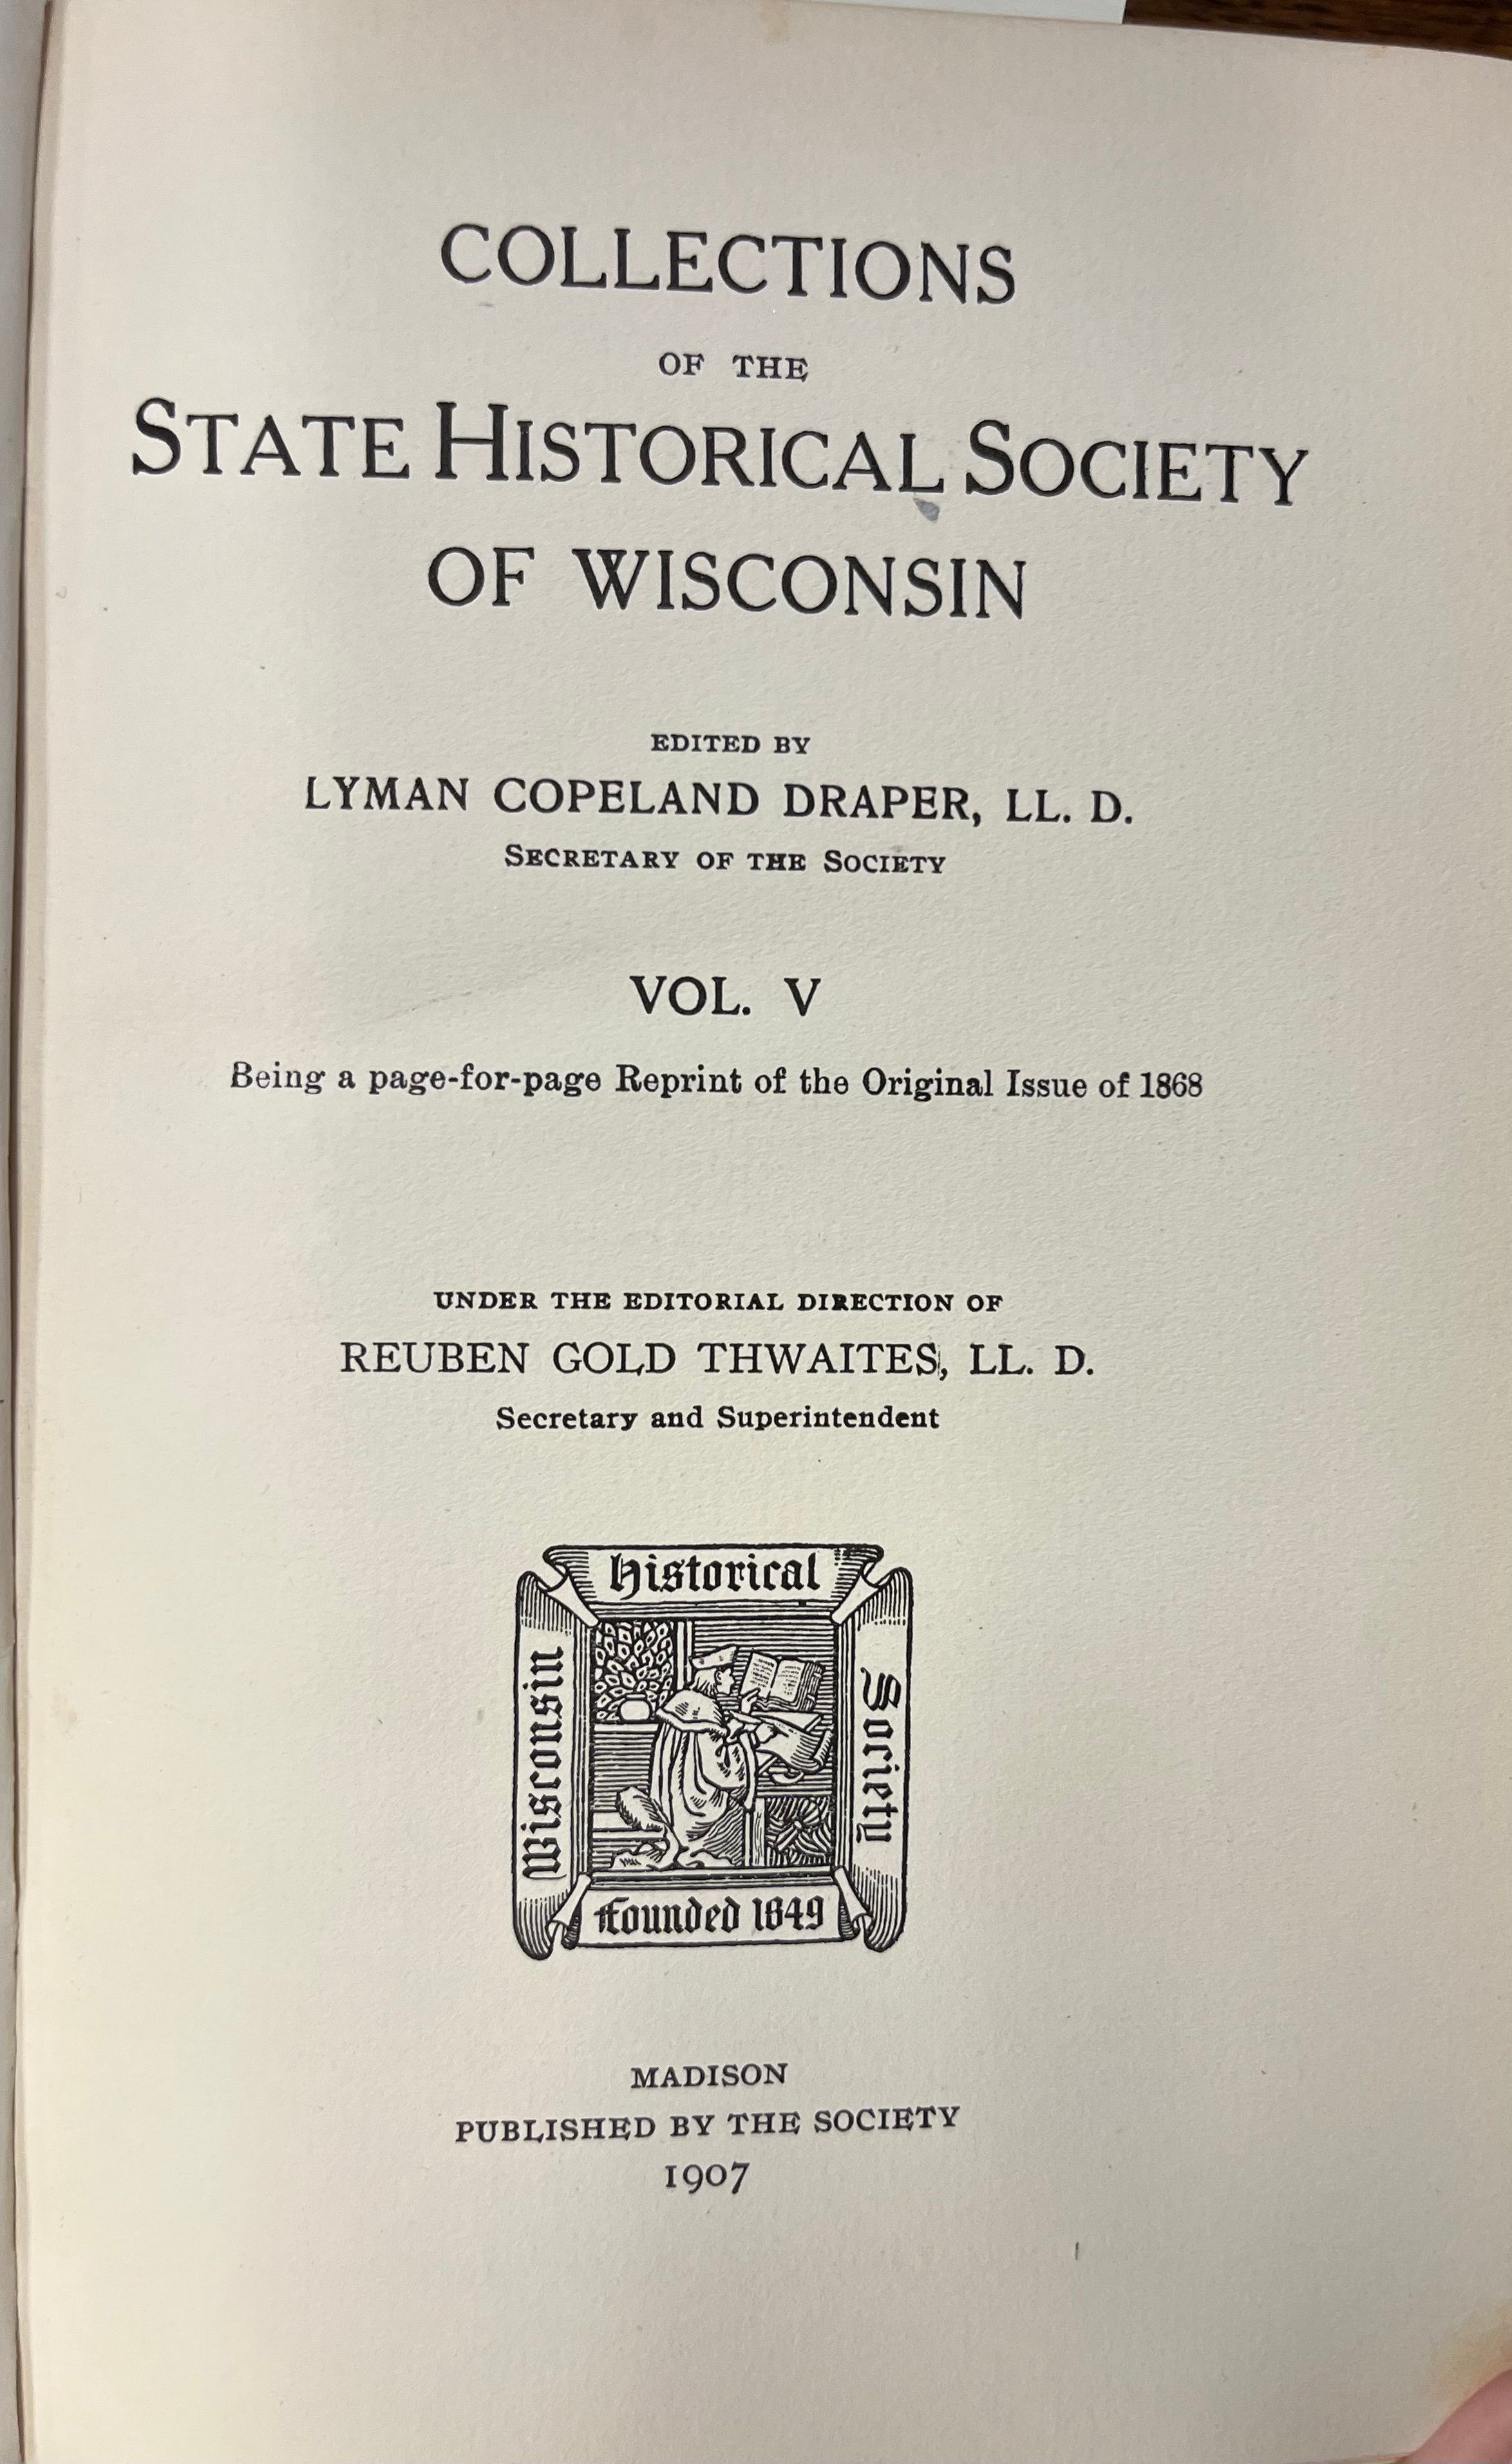 COLLECTIONS
OF THE
STATE HISTORICAL SOCIETY
OF WISCONSIN
EDITED BY
LYMAN COPELAND DRAPER, LL. D.
SECRETARY OF THE SOCIETY
VOL. V
Being a page-for-page Reprint of the Original Issue of 1868
UNDER THE EDITORIAL DIRECTION OF
REUBEN GOLD THWAITES, LL. D.
Secretary and Superintendent
Wisconsin
Historical
Society
Founded 1849
MADISON
PUBLISHED BY THE SOCIETY
1907